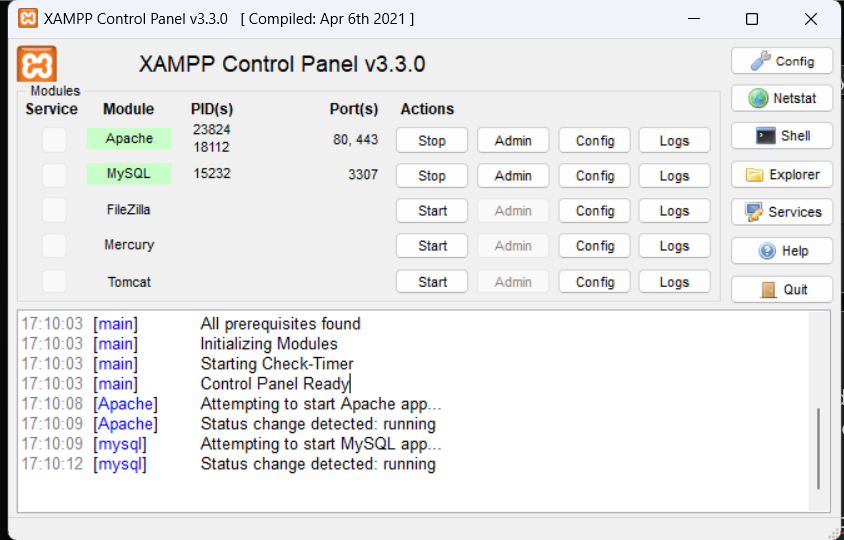 XAMPP Control Panel v3.3.0 [ Compiled: Apr 6th 2021 ]
XAMPP Control Panel v3.3.0
Modules
Service Module PID(s) Port(s) Actions
Apache 23824 18112 80, 443 Stop Admin Config Logs
MySQL 15232 3307 Stop Admin Config Logs
FileZilla Start Admin Config Logs
Mercury Start Admin Config Logs
Tomcat Start Admin Config Logs
Config
Netstat
Shell
Explorer
Services
Help
Quit
17:10:03 [main] All prerequisites found
17:10:03 [main] Initializing Modules
17:10:03 [main] Starting Check-Timer
17:10:03 [main] Control Panel Ready
17:10:08 [Apache] Attempting to start Apache app...
17:10:09 [Apache] Status change detected: running
17:10:09 [mysql] Attempting to start MySQL app...
17:10:12 [mysql] Status change detected: running